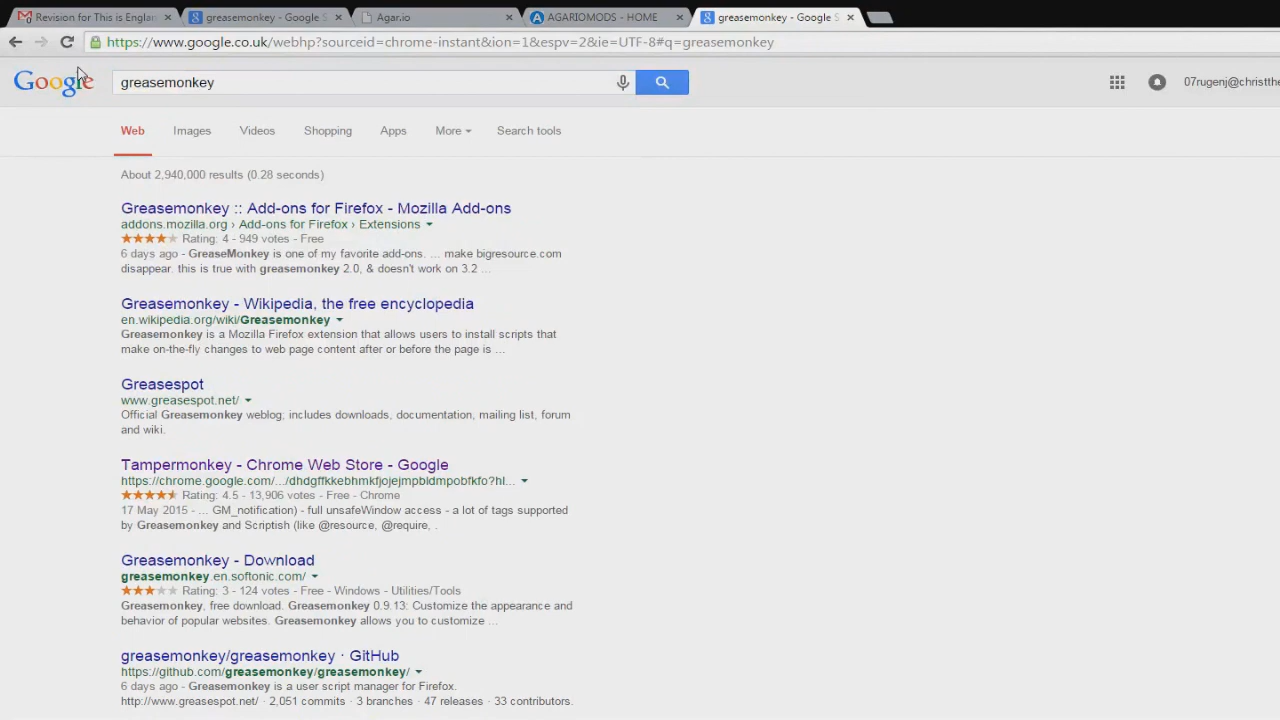 Revision for This is Englan
greasemonkey - Google S
Agar.io
AGARIOMODS - HOME
greasemonkey - Google S
https://www.google.co.uk/webhp?sourceid=chrome-instant&ion=1&espv=2&ie=UTF-8#q=greasemonkey
Google
greasemonkey
07rugenj@christthe
Web Images Videos Shopping Apps More Search tools
About 2,940,000 results (0.28 seconds)
Greasemonkey :: Add-ons for Firefox - Mozilla Add-ons
addons.mozilla.org › Add-ons for Firefox › Extensions
Rating: 4 - 949 votes - Free
6 days ago - GreaseMonkey is one of my favorite add-ons. ... make bigresource.com
disappear. this is true with greasemonkey 2.0, & doesn't work on 3.2 ...
Greasemonkey - Wikipedia, the free encyclopedia
en.wikipedia.org/wiki/Greasemonkey
Greasemonkey is a Mozilla Firefox extension that allows users to install scripts that
make on-the-fly changes to web page content after or before the page is ...
Greasespot
www.greasespot.net/
Official Greasemonkey weblog; includes downloads, documentation, mailing list, forum
and wiki.
Tampermonkey - Chrome Web Store - Google
https://chrome.google.com/.../dhdgffkkebhmkfjojejmpbldmpobfkfo?hl...
Rating: 4.5 - 13,906 votes - Free - Chrome
17 May 2015 - ... GM_notification) - full unsafeWindow access - a lot of tags supported
by Greasemonkey and Scriptish (like @resource, @require, .
Greasemonkey - Download
greasemonkey.en.softonic.com/
Rating: 3 - 124 votes - Free - Windows - Utilities/Tools
Greasemonkey, free download. Greasemonkey 0.9.13: Customize the appearance and
behavior of popular websites. Greasemonkey allows you to customize ...
greasemonkey/greasemonkey · GitHub
https://github.com/greasemonkey/greasemonkey/
6 days ago - Greasemonkey is a user script manager for Firefox.
http://www.greasespot.net/ · 2,051 commits · 3 branches · 47 releases · 33 contributors.